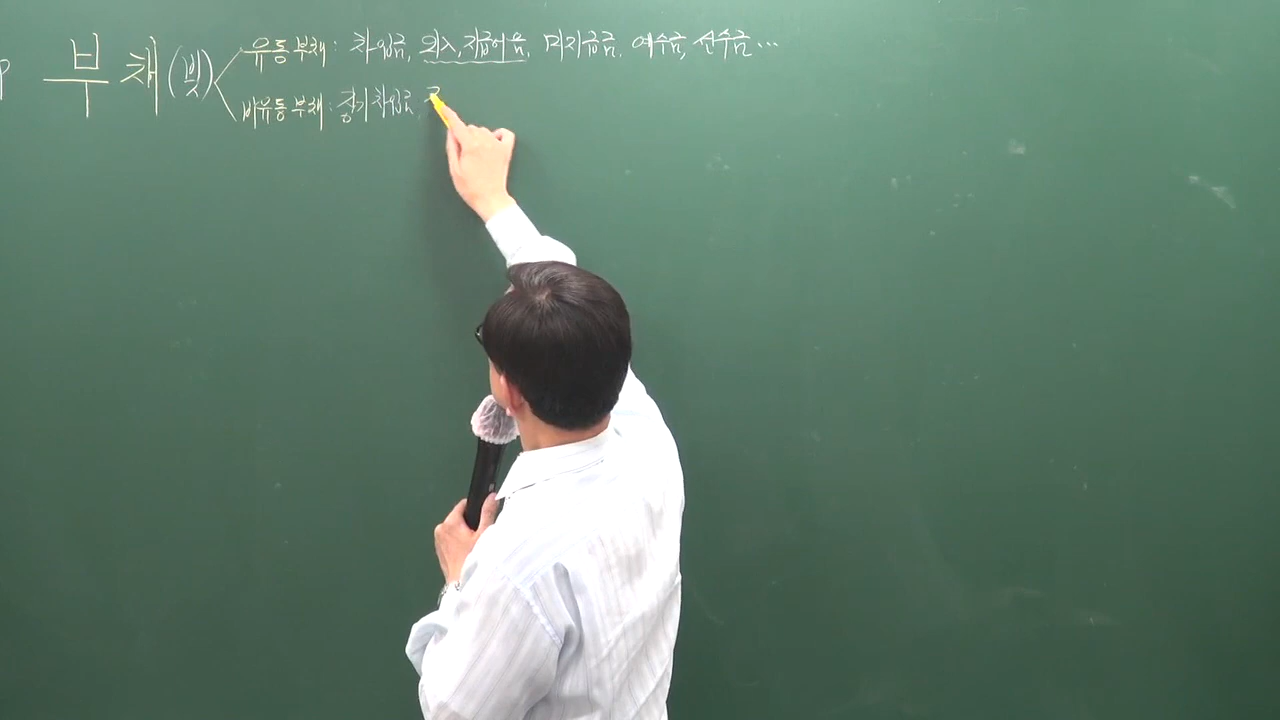 부채(빚)
유동부채: 차입금, 외入, 지급어음, 미지급금, 예수금, 선수금…
비유동부채: 장기차입금